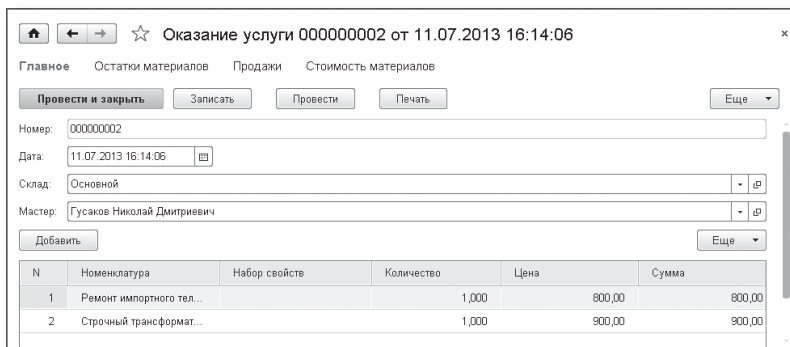 Оказание услуги 000000002 от 11.07.2013 16:14:06
Главное Остатки материалов Продажи Стоимость материалов
Провести и закрыть Записать Провести Печать Еще
Номер: 000000002
Дата: 11.07.2013 16:14:06
Склад: Основной
Мастер: Гусаков Николай Дмитриевич
Добавить Еще
N Номенклатура Набор свойств Количество Цена Сумма
1 Ремонт импортного тел... 1,000 800,00 800,00
2 Строчный трансформат... 1,000 900,00 900,00